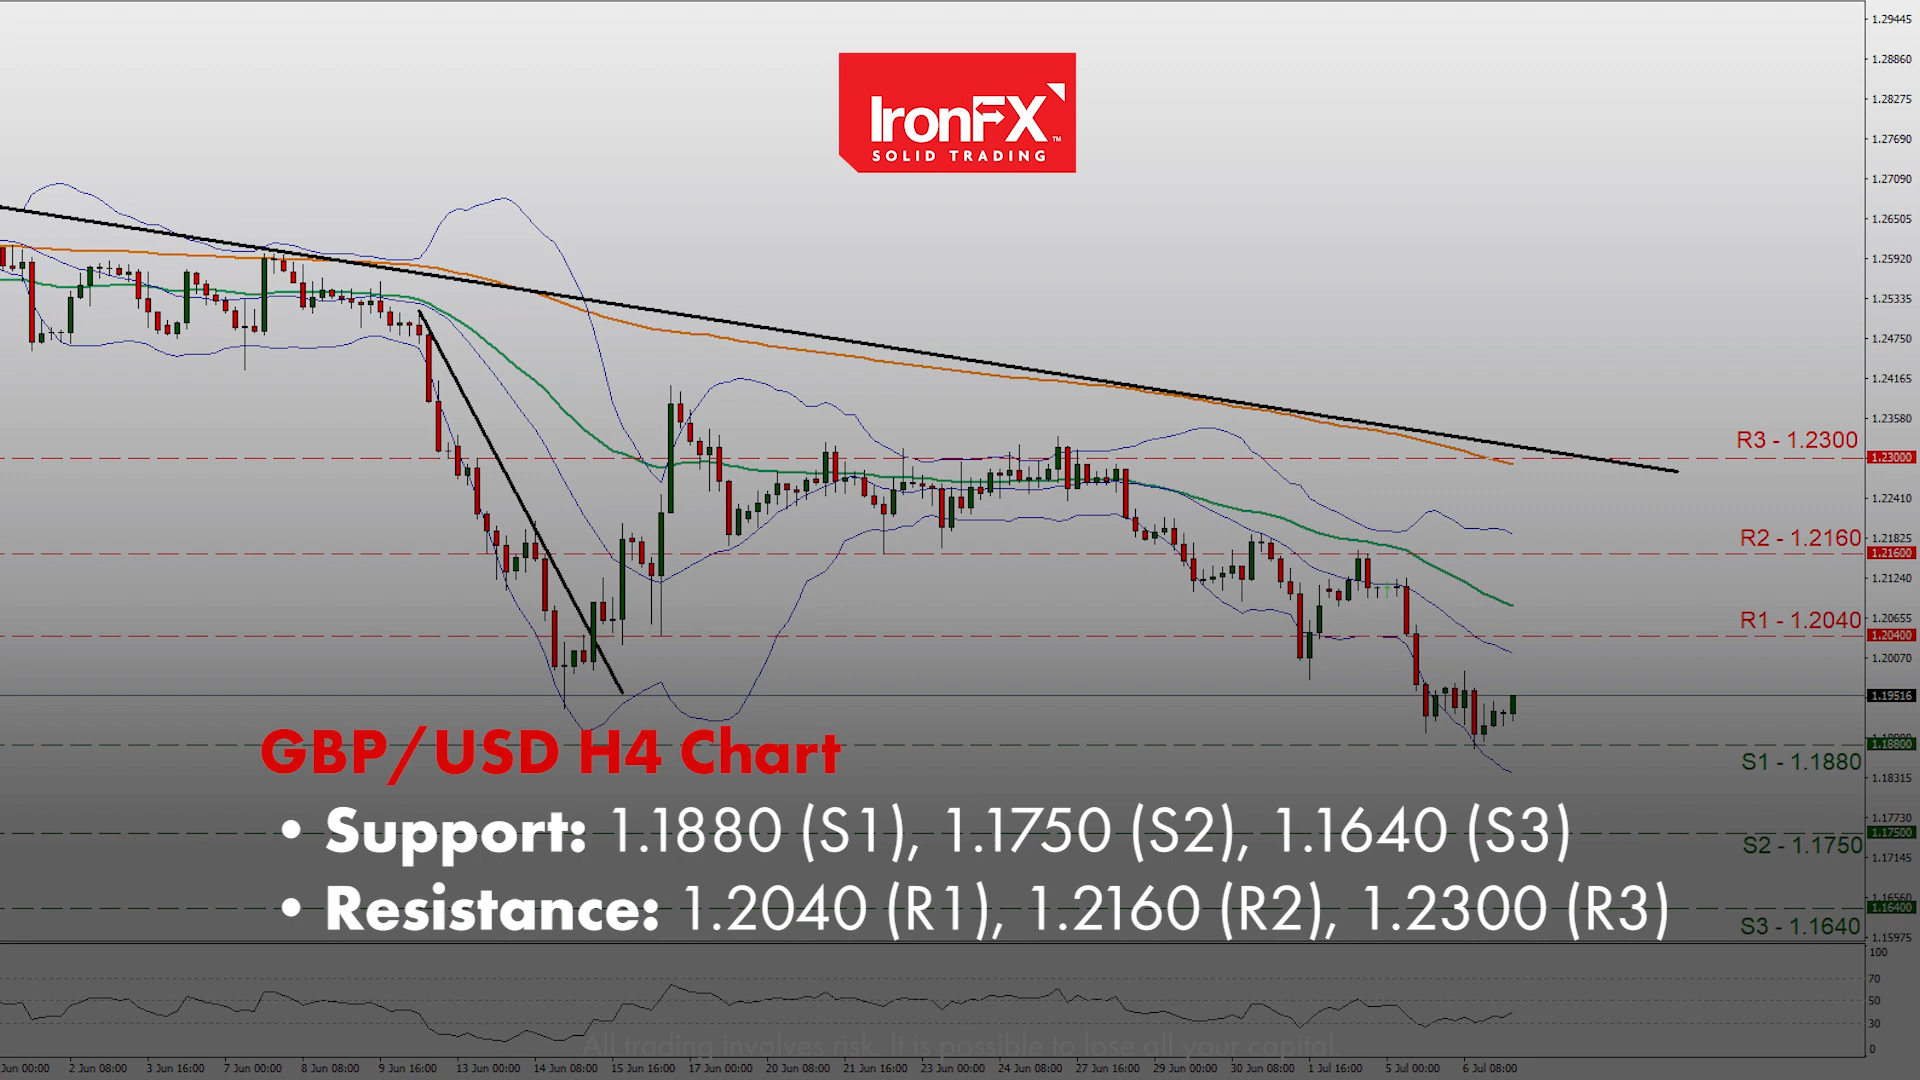 IronFX™
SOLID TRADING
1.29445
1.28860
1.28275
1.27690
1.27090
1.26505
1.25920
1.25335
1.24750
1.24165
1.23580
R3 - 1.2300
1.23000
1.22410
R2 - 1.2160
1.21825
1.21600
1.21240
R1 - 1.2040
1.20655
1.20400
1.20070
1.19516
GBP/USD H4 Chart
1.18800
S1 - 1.1880
1.18315
• Support: 1.1880 (S1), 1.1750 (S2), 1.1640 (S3)
1.17730
1.17500
S2 - 1.1750
1.17145
• Resistance: 1.2040 (R1), 1.2160 (R2), 1.2300 (R3)
1.16560
1.16400
S3 - 1.1640
1.15975
100
70
50
30
0
All trading involves risk. It is possible to lose all your capital.
Jun 00:00 2 Jun 08:00 3 Jun 16:00 7 Jun 00:00 8 Jun 08:00 9 Jun 16:00 13 Jun 00:00 14 Jun 08:00 15 Jun 16:00 17 Jun 00:00 20 Jun 08:00 21 Jun 16:00 23 Jun 00:00 24 Jun 08:00 27 Jun 16:00 29 Jun 00:00 30 Jun 08:00 1 Jul 16:00 5 Jul 00:00 6 Jul 08:00